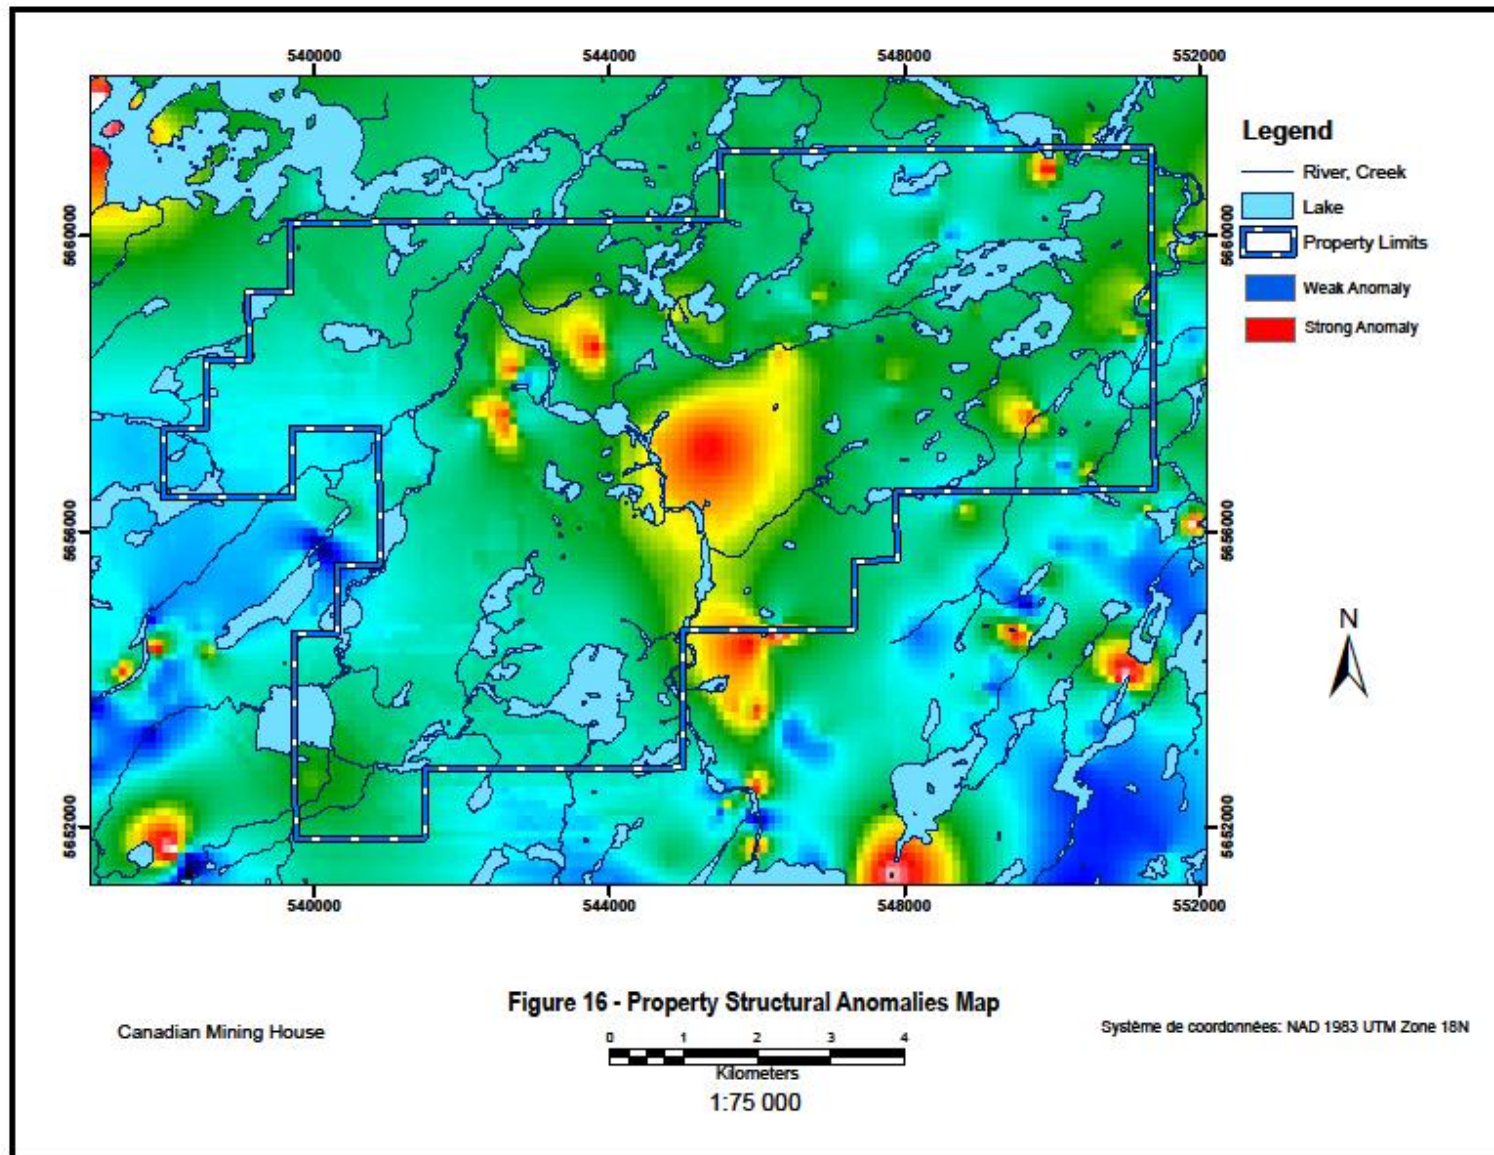 540000 544000 548000 552000
Legend
River, Creek
Lake
Property Limits
Weak Anomaly
Strong Anomaly
5660000 5660000
5656000 5656000
5652000 5652000
N
540000 544000 548000 552000
Figure 16 - Property Structural Anomalies Map
Canadian Mining House
Système de coordonnées: NAD 1983 UTM Zone 18N
0 1 2 3 4
Kilometers
1:75 000